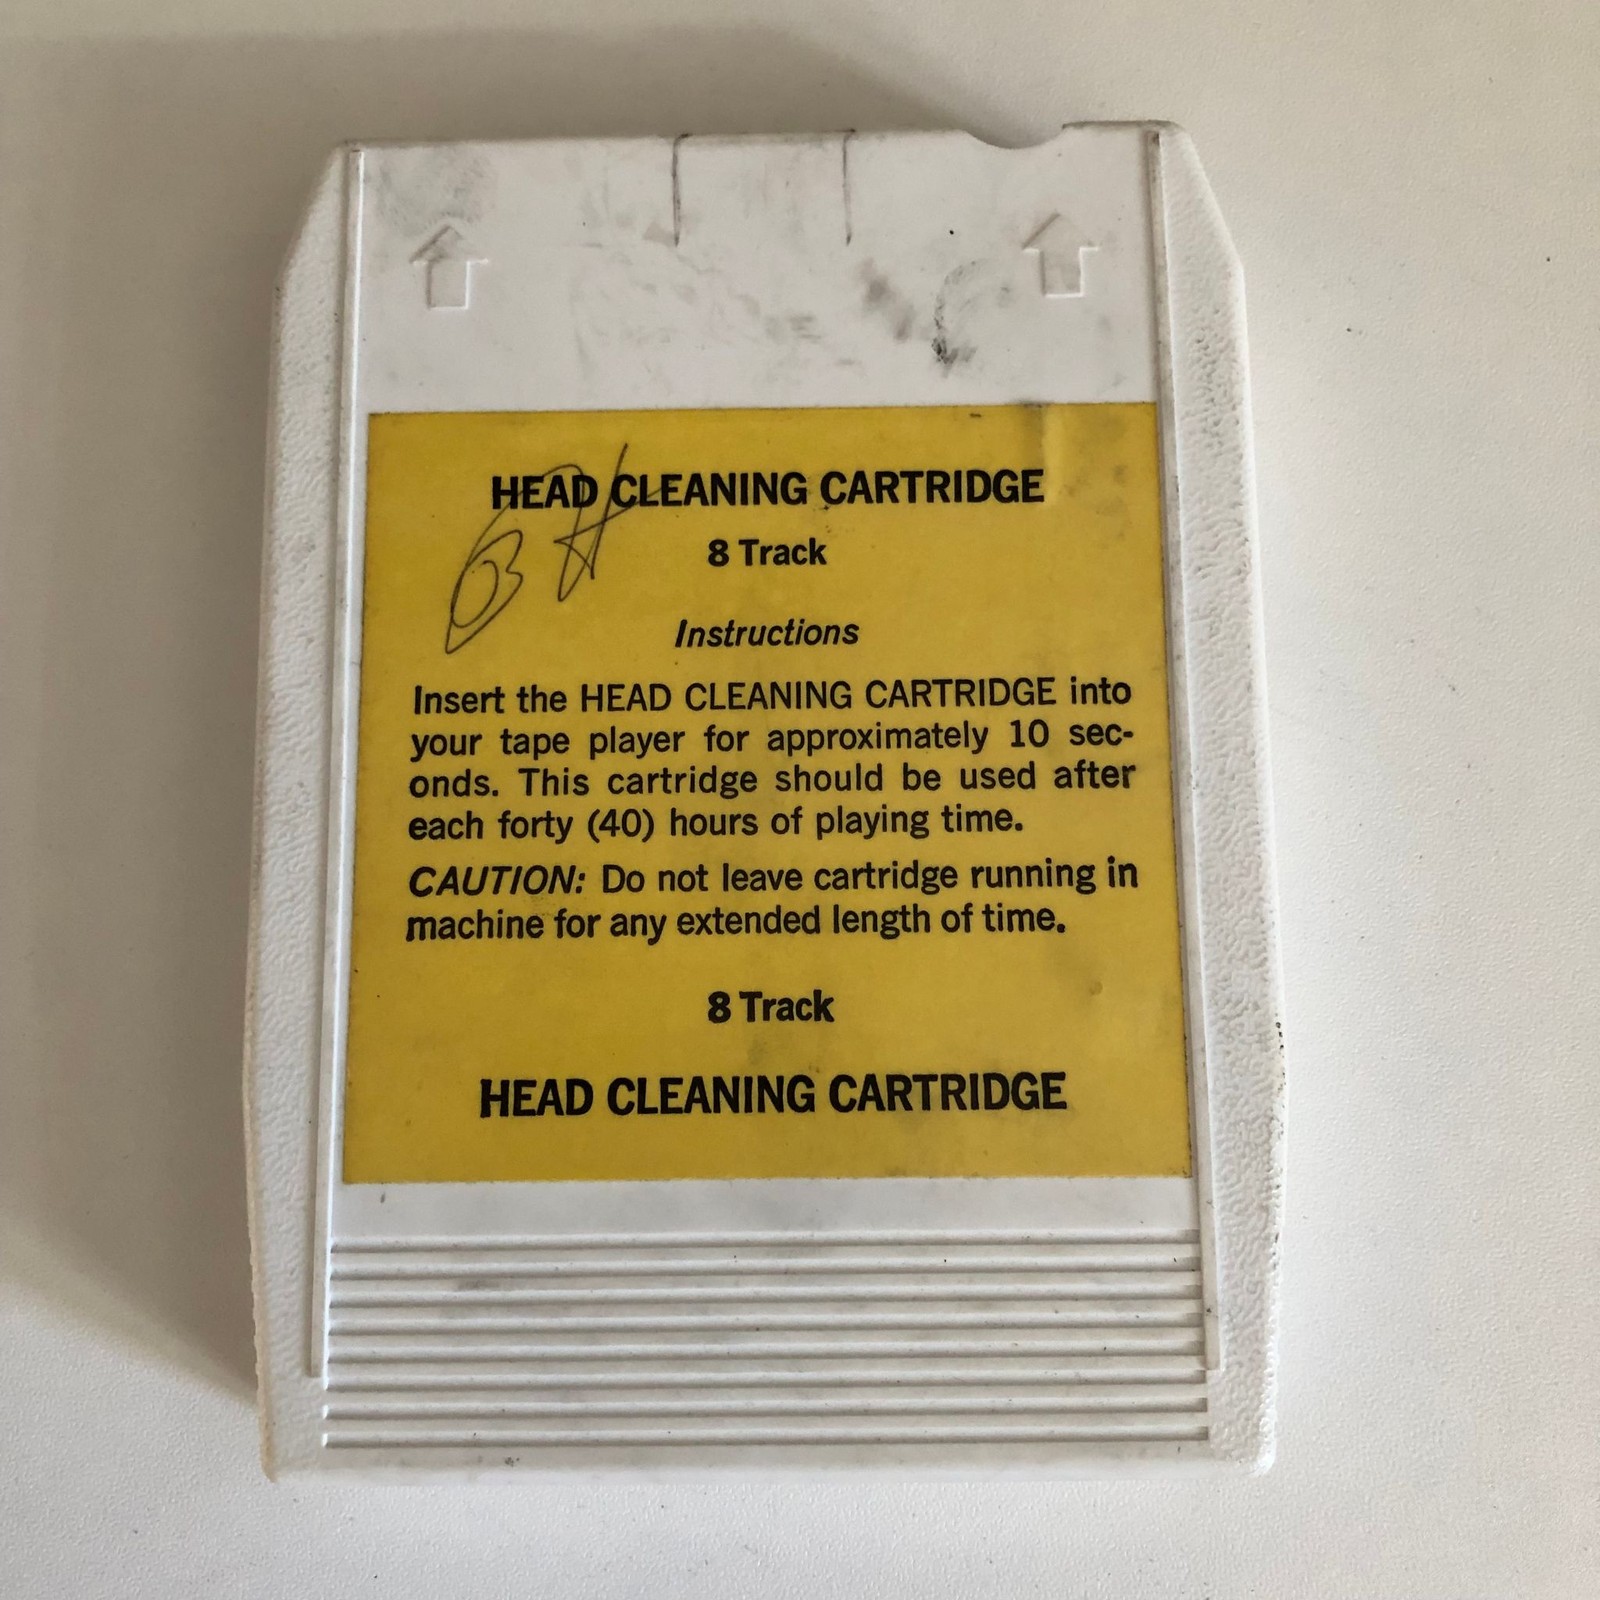 HEAD CLEANING CARTRIDGE
8 Track
Instructions
Insert the HEAD CLEANING CARTRIDGE into
your tape player for approximately 10 sec-
onds. This cartridge should be used after
each forty (40) hours of playing time.
CAUTION: Do not leave cartridge running in
machine for any extended length of time.
8 Track
HEAD CLEANING CARTRIDGE